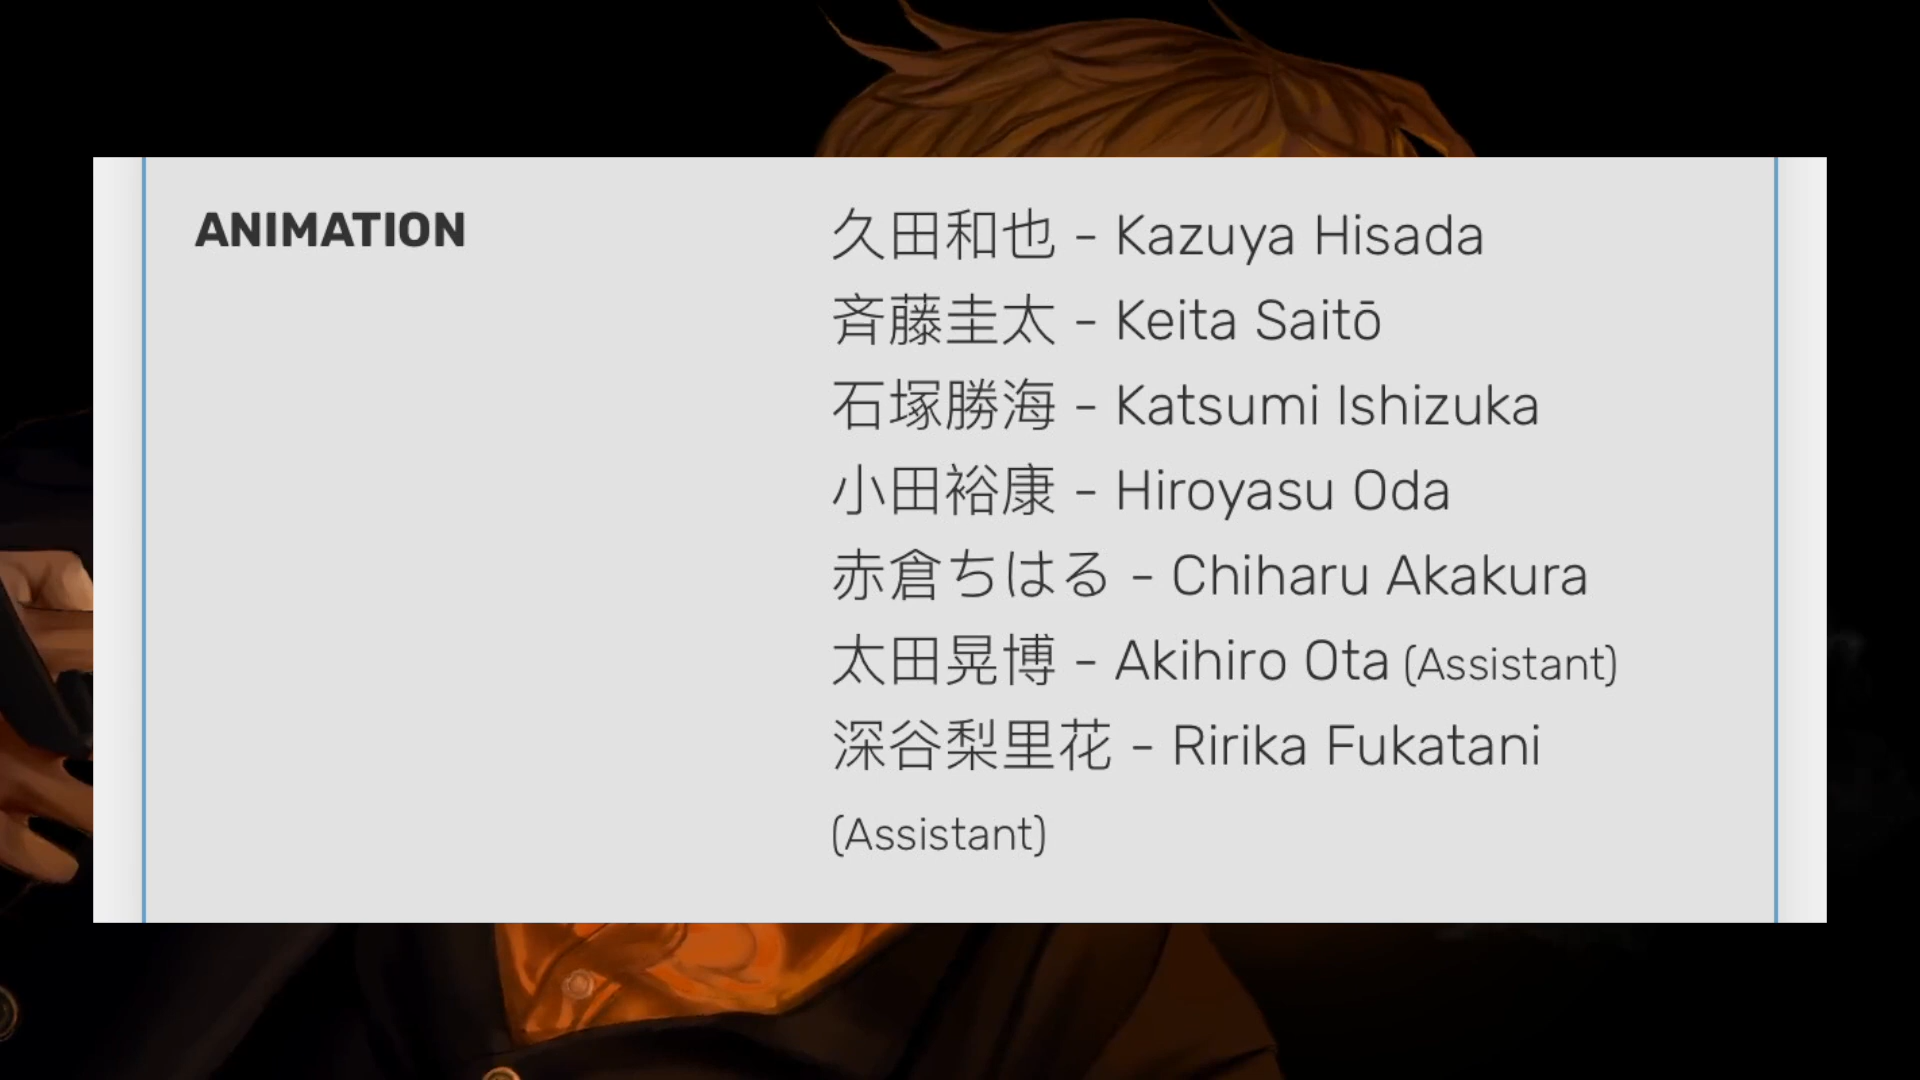 ANIMATION
久田和也 - Kazuya Hisada
斉藤圭太 - Keita Saitō
石塚勝海 - Katsumi Ishizuka
小田裕康 - Hiroyasu Oda
赤倉ちはる - Chiharu Akakura
太田晃博 - Akihiro Ota (Assistant)
深谷梨里花 - Ririka Fukatani
(Assistant)